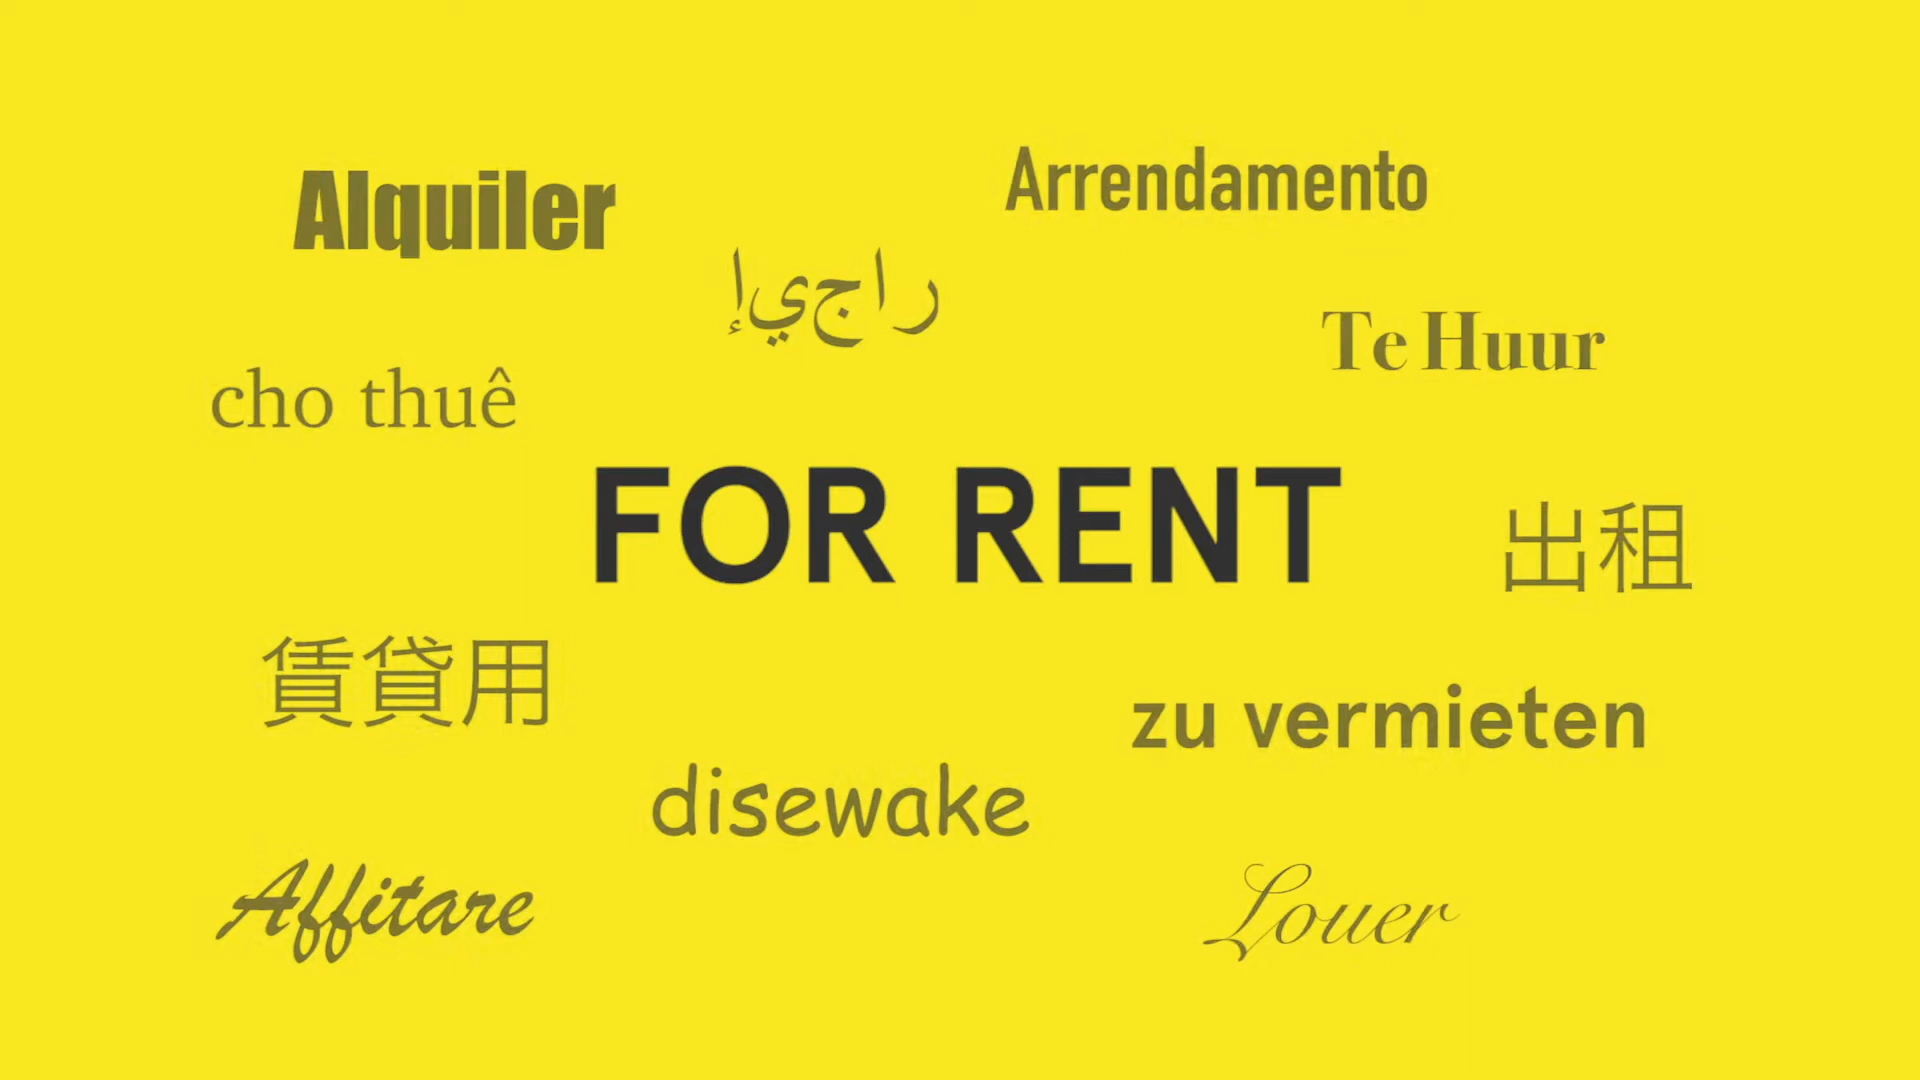 Arrendamento
Alquiler
إيجار
Te Huur
cho thuê
FOR RENT
出租
賃貸用
zu vermieten
disewake
Affitare
Louer